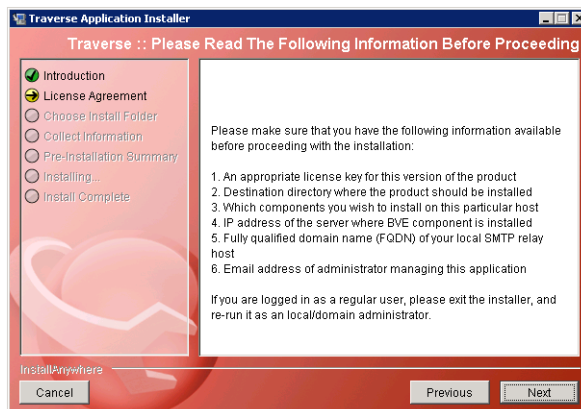 Traverse Application Installer
Traverse :: Please Read The Following Information Before Proceeding
Introduction
License Agreement
Choose Install Folder
Collect Information
Pre-Installation Summary
Installing...
Install Complete
Please make sure that you have the following information available
before proceeding with the installation:
1. An appropriate license key for this version of the product
2. Destination directory where the product should be installed
3. Which components you wish to install on this particular host
4. IP address of the server where BVE component is installed
5. Fully qualified domain name (FQDN) of your local SMTP relay
host
6. Email address of administrator managing this application
If you are logged in as a regular user, please exit the installer, and
re-run it as an local/domain administrator.
InstallAnywhere
Cancel
Previous
Next